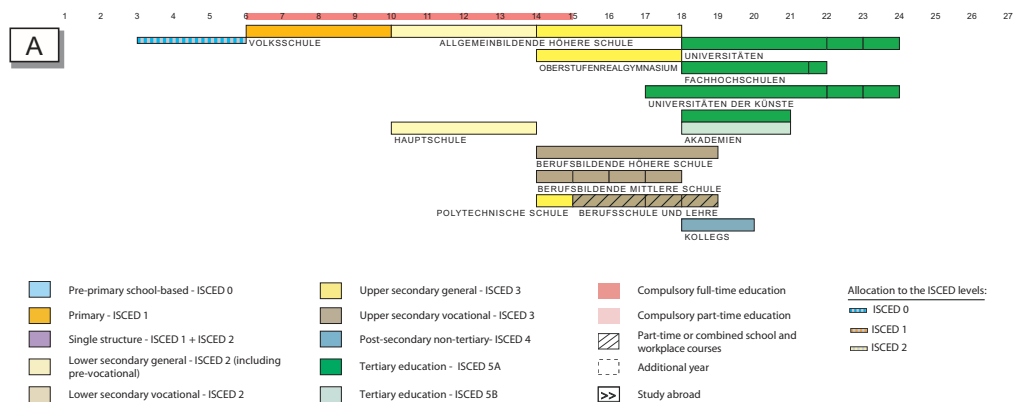 1 2 3 4 5 6 7 8 9 10 11 12 13 14 15 16 17 18 19 20 21 22 23 24 25 26 27
A
VOLKSSCHULE
ALLGEMEINBILDENDE HÖHERE SCHULE
UNIVERSITÄTEN
OBERSTUFENREALGYMNASIUM
FACHHOCHSCHULEN
UNIVERSITÄTEN DER KÜNSTE
HAUPTSCHULE
AKADEMIEN
BERUFSBILDENDE HÖHERE SCHULE
BERUFSBILDENDE MITTLERE SCHULE
POLYTECHNISCHE SCHULE
BERUFSSCHULE UND LEHRE
KOLLEGS
Pre-primary school-based - ISCED 0
Primary - ISCED 1
Single structure - ISCED 1 + ISCED 2
Lower secondary general - ISCED 2 (including
pre-vocational)
Lower secondary vocational - ISCED 2
Upper secondary general - ISCED 3
Upper secondary vocational - ISCED 3
Post-secondary non-tertiary- ISCED 4
Tertiary education - ISCED 5A
Tertiary education - ISCED 5B
Compulsory full-time education
Compulsory part-time education
Part-time or combined school and
workplace courses
Additional year
>> Study abroad
Allocation to the ISCED levels:
ISCED 0
ISCED 1
ISCED 2